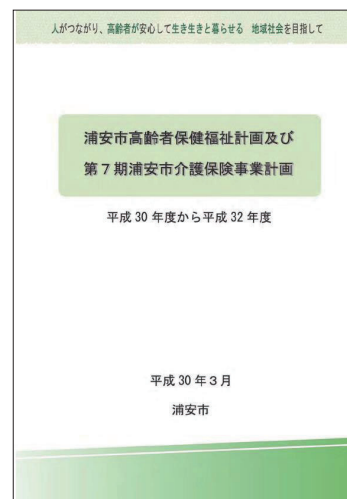 人がつながり、高齢者が安心して生き生きと暮らせる 地域社会を目指して
浦安市高齢者保健福祉計画及び
第７期浦安市介護保険事業計画
平成 30 年度から平成 32 年度
平成 30 年３月
浦安市